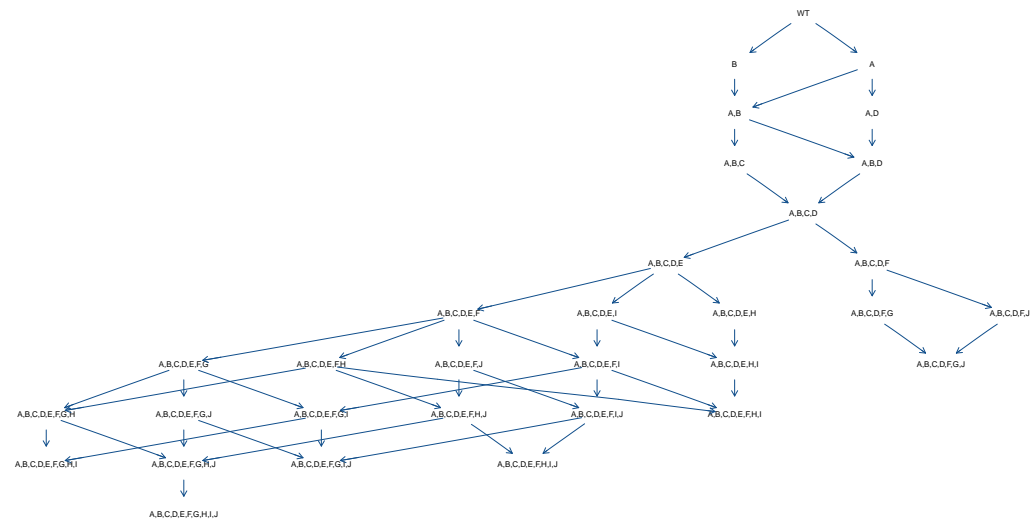 WT
B A
A,B A,D
A,B,C A,B,D
A,B,C,D
A,B,C,D,E A,B,C,D,F
A,B,C,D,E,F A,B,C,D,E,I A,B,C,D,E,H A,B,C,D,F,G A,B,C,D,F,J
A,B,C,D,E,F,G A,B,C,D,E,F,H A,B,C,D,E,F,J A,B,C,D,E,F,I A,B,C,D,E,H,I A,B,C,D,F,G,J
A,B,C,D,E,F,G,H A,B,C,D,E,F,G,J A,B,C,D,E,F,G,I A,B,C,D,E,F,H,J A,B,C,D,E,F,I,J A,B,C,D,E,F,H,I
A,B,C,D,E,F,G,H,I A,B,C,D,E,F,G,H,J A,B,C,D,E,F,G,I,J A,B,C,D,E,F,H,I,J
A,B,C,D,E,F,G,H,I,J